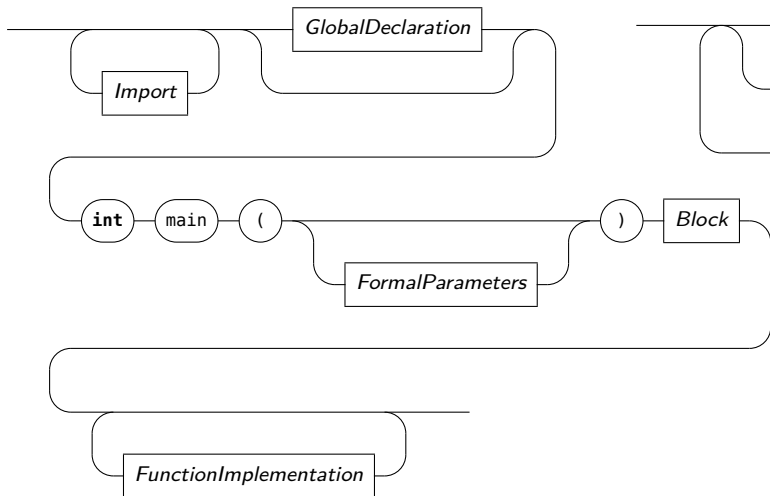 GlobalDeclaration
Import
int main ( ) Block
FormalParameters
FunctionImplementation